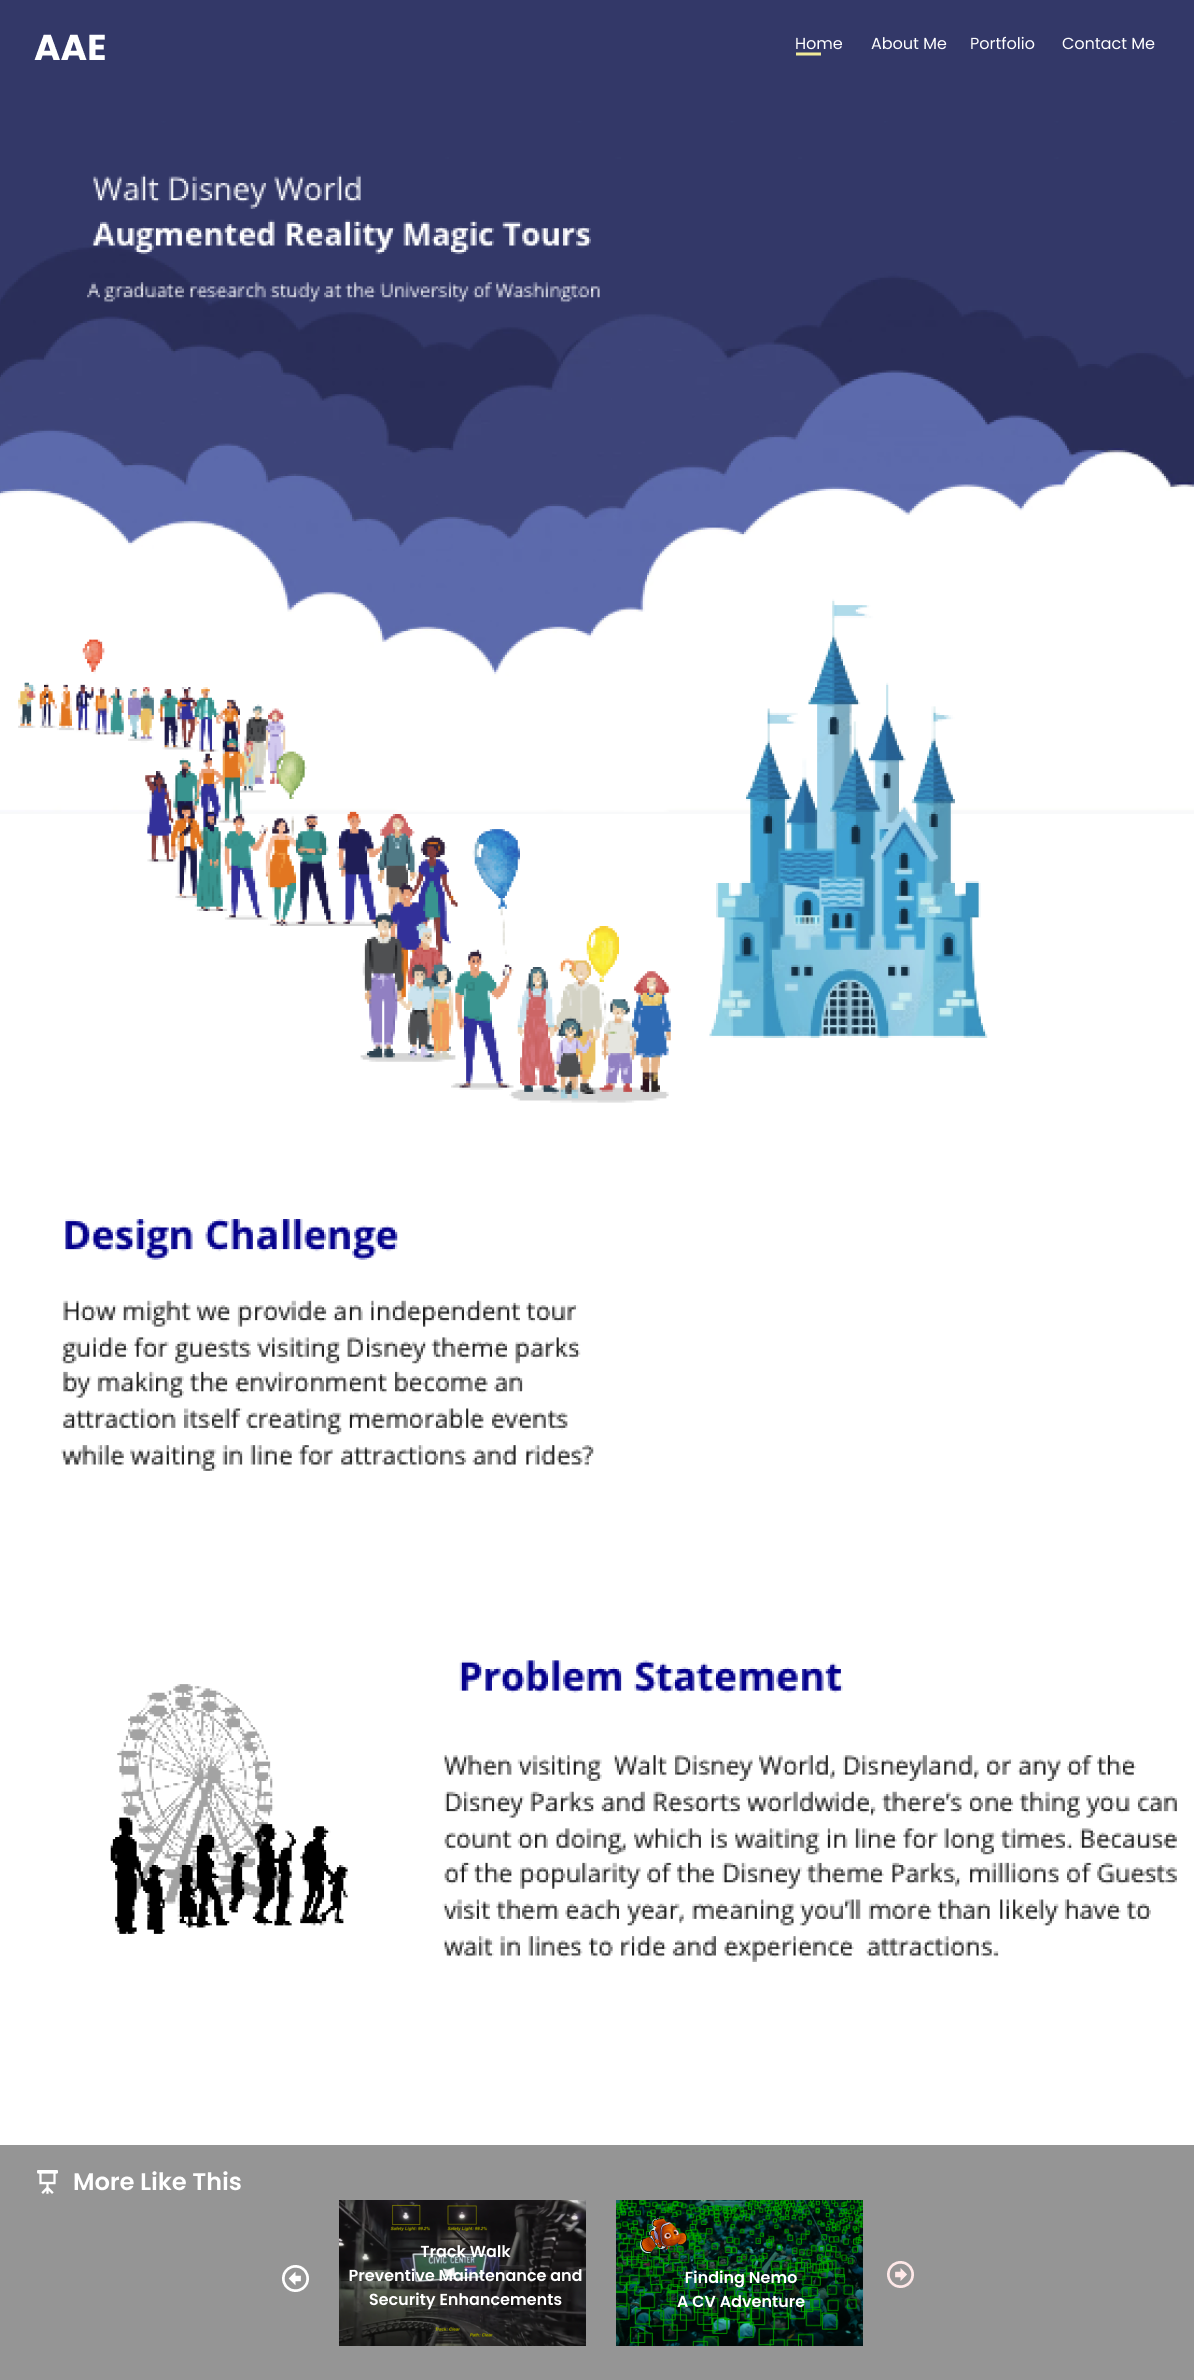 AAE
Home
About Me
Portfolio
Contact Me
Walt Disney World
Augmented Reality Magic Tours
A graduate research study at the University of Washington
Design Challenge
How might we provide an independent tour
guide for guests visiting Disney theme parks
by making the environment become an
attraction itself creating memorable events
while waiting in line for attractions and rides?
Problem Statement
When visiting  Walt Disney World, Disneyland, or any of the
Disney Parks and Resorts worldwide, there's one thing you can
count on doing, which is waiting in line for long times. Because
of the popularity of the Disney theme Parks, millions of Guests
visit them each year, meaning you'll more than likely have to
wait in lines to ride and experience  attractions.
More Like This
Track Walk
CIVIC CENTER
Preventive Maintenance and
Security Enhancements
Finding Nemo
A CV Adventure